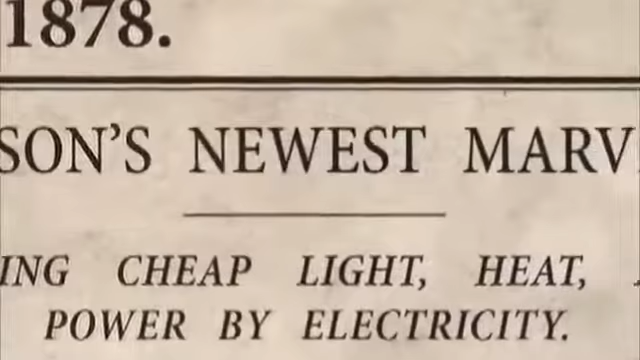 1878.
SON'S NEWEST MARV
ING CHEAP LIGHT, HEAT,
POWER BY ELECTRICITY.